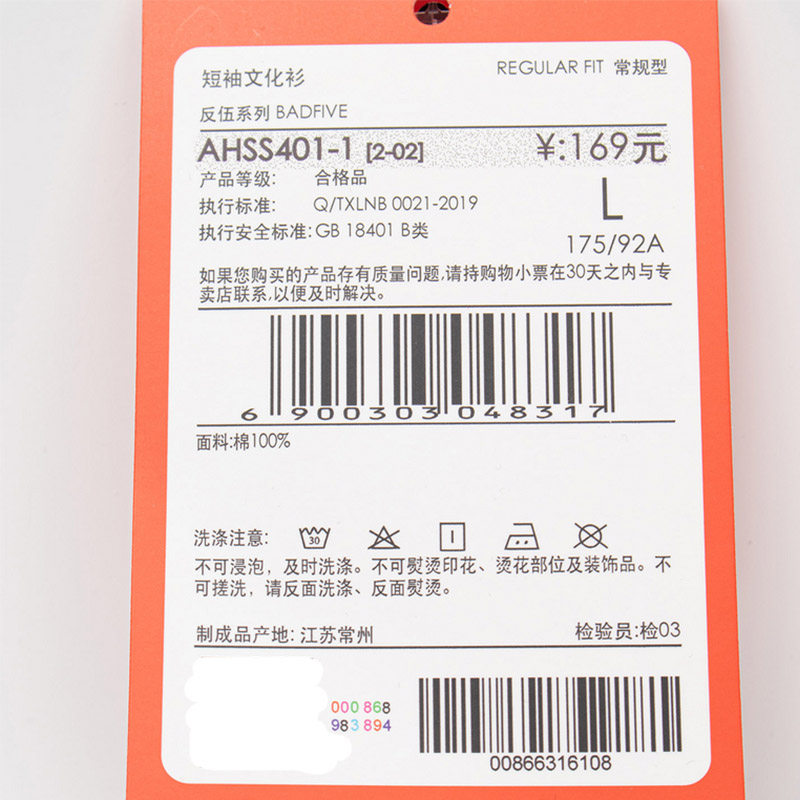 短袖文化衫
REGULAR FIT 常规型
反伍系列 BADFIVE
AHSS401-1 [2-02] ¥:169元
产品等级: 合格品
执行标准: Q/TXLNB 0021-2019
L
执行安全标准:GB 18401 B类
175/92A
如果您购买的产品存有质量问题,请持购物小票在30天之内与专
卖店联系,以便及时解决。
6 900303 048317
面料:棉100%
洗涤注意: 30
不可浸泡，及时洗涤。不可熨烫印花、烫花部位及装饰品。不
可搓洗，请反面洗涤、反面熨烫。
制成品产地: 江苏常州 检验员:检03
000 868
983 894
00866316108